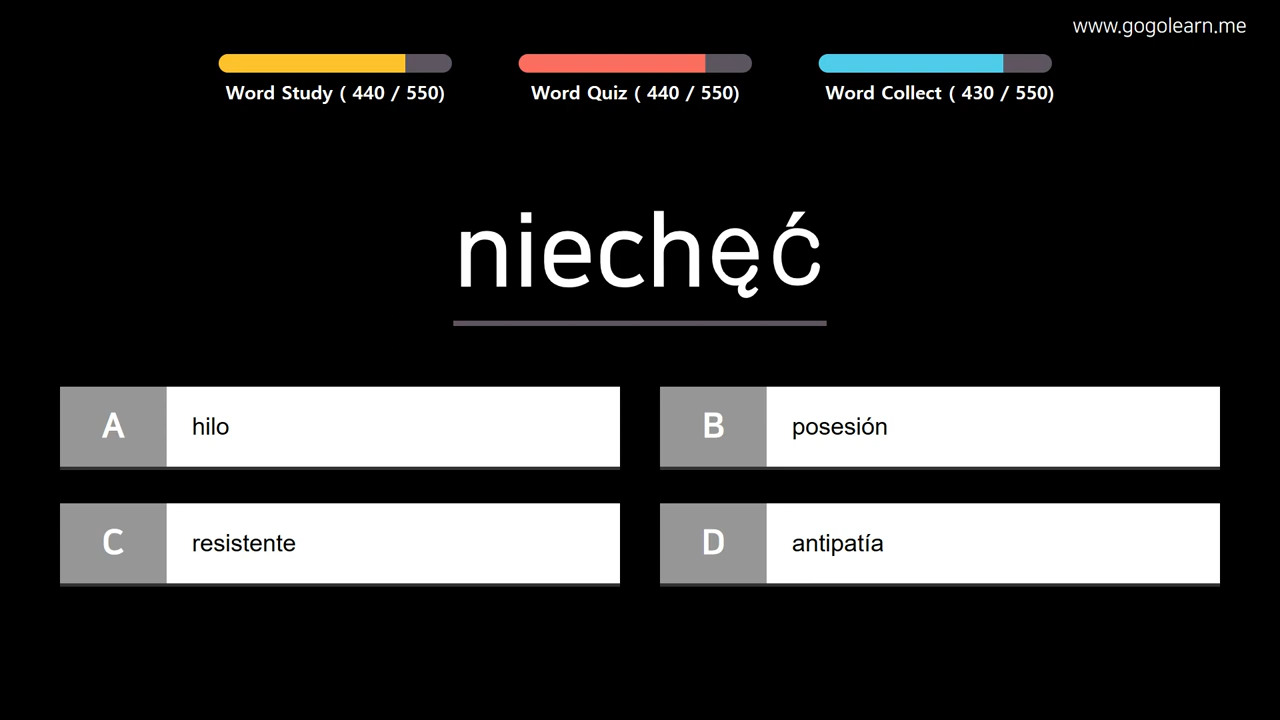 www.gogolearn.me
Word Study ( 440 / 550)
Word Quiz ( 440 / 550)
Word Collect ( 430 / 550)
niechęć
A hilo
B posesión
C resistente
D antipatía